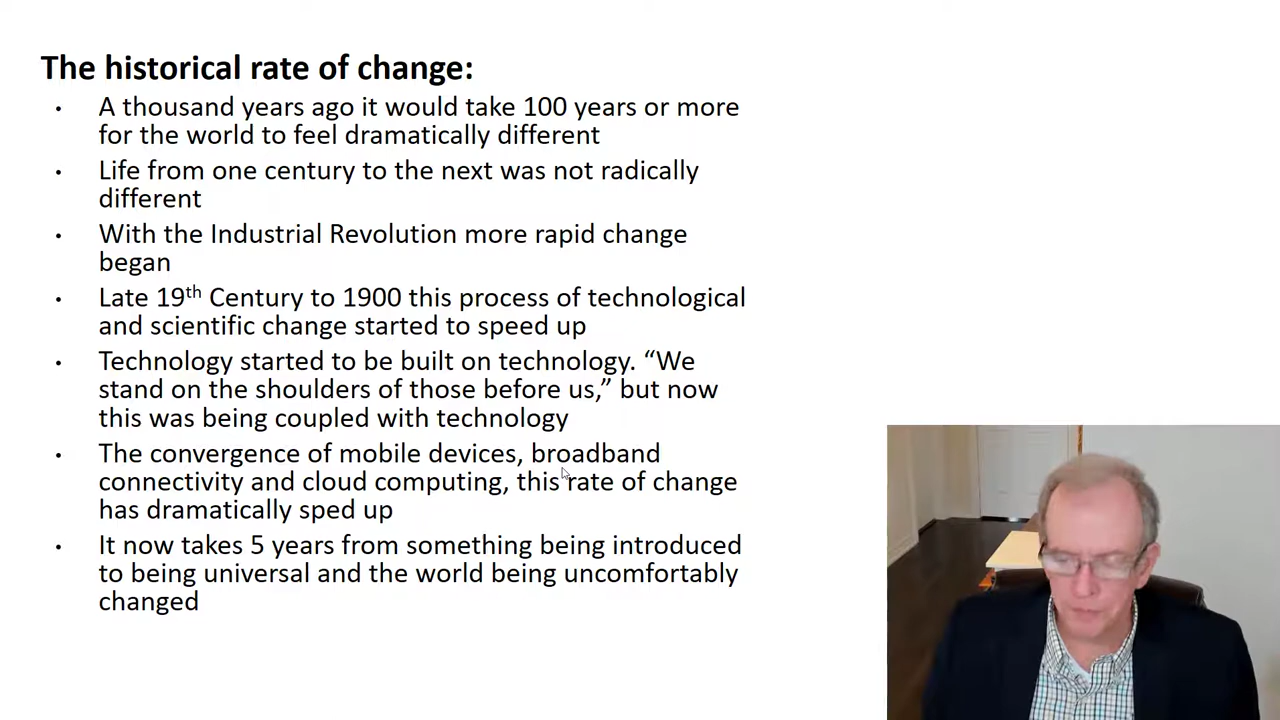 The historical rate of change:
• A thousand years ago it would take 100 years or more
for the world to feel dramatically different
• Life from one century to the next was not radically
different
• With the Industrial Revolution more rapid change
began
• Late 19th Century to 1900 this process of technological
and scientific change started to speed up
• Technology started to be built on technology. “We
stand on the shoulders of those before us,” but now
this was being coupled with technology
• The convergence of mobile devices, broadband
connectivity and cloud computing, this rate of change
has dramatically sped up
• It now takes 5 years from something being introduced
to being universal and the world being uncomfortably
changed